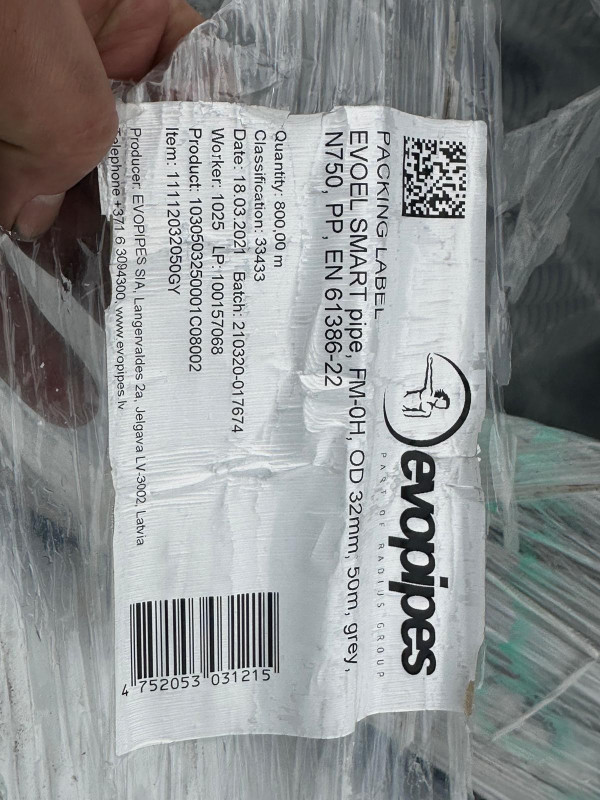 evopipes
PART OF RADIUS GROUP
PACKING LABEL
EVOEL SMART pipe, FM-0H, OD 32mm, 50m, grey,
N750, PP, EN 61386-22
Quantity: 800,00 m
Classification: 33433
Date: 18.03.2021 Batch: 210320-017674
Worker: 1025 LP:100157068
Product: 1030503250001C08002
Item: 11112032050GY
Producer: EVOPIPES SIA, Langervaldes 2a, Jelgava LV-3002, Latvia
Telephone +371 6 3094300, www.evopipes.lv
4 752053 031215